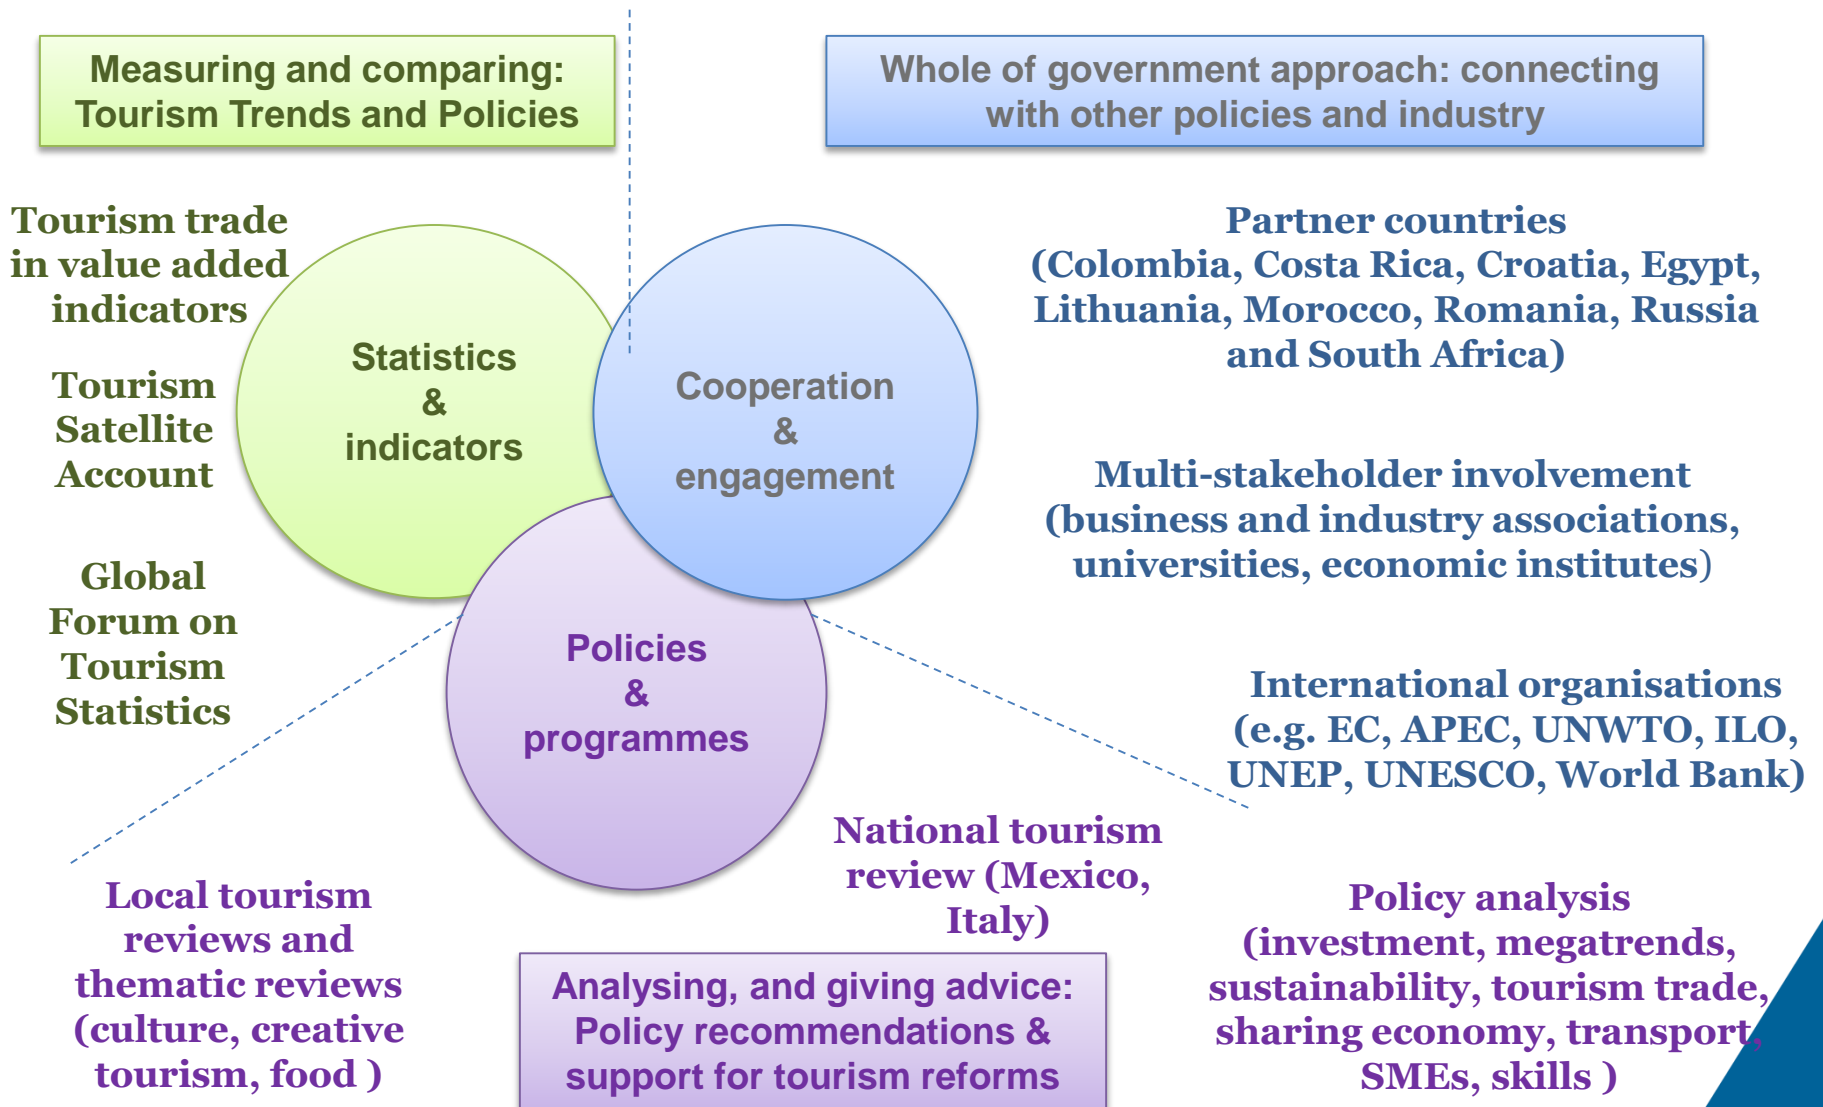 Measuring and comparing:
Tourism Trends and Policies
Whole of government approach: connecting
with other policies and industry
Tourism trade
in value added
indicators
Tourism
Satellite
Account
Global
Forum on
Tourism
Statistics
Statistics
&
indicators
Cooperation
&
engagement
Policies
&
programmes
Partner countries
(Colombia, Costa Rica, Croatia, Egypt,
Lithuania, Morocco, Romania, Russia
and South Africa)
Multi-stakeholder involvement
(business and industry associations,
universities, economic institutes)
International organisations
(e.g. EC, APEC, UNWTO, ILO,
UNEP, UNESCO, World Bank)
Local tourism
reviews and
thematic reviews
(culture, creative
tourism, food )
National tourism
review (Mexico,
Italy)
Analysing, and giving advice:
Policy recommendations &
support for tourism reforms
Policy analysis
(investment, megatrends,
sustainability, tourism trade,
sharing economy, transport,
SMEs, skills )